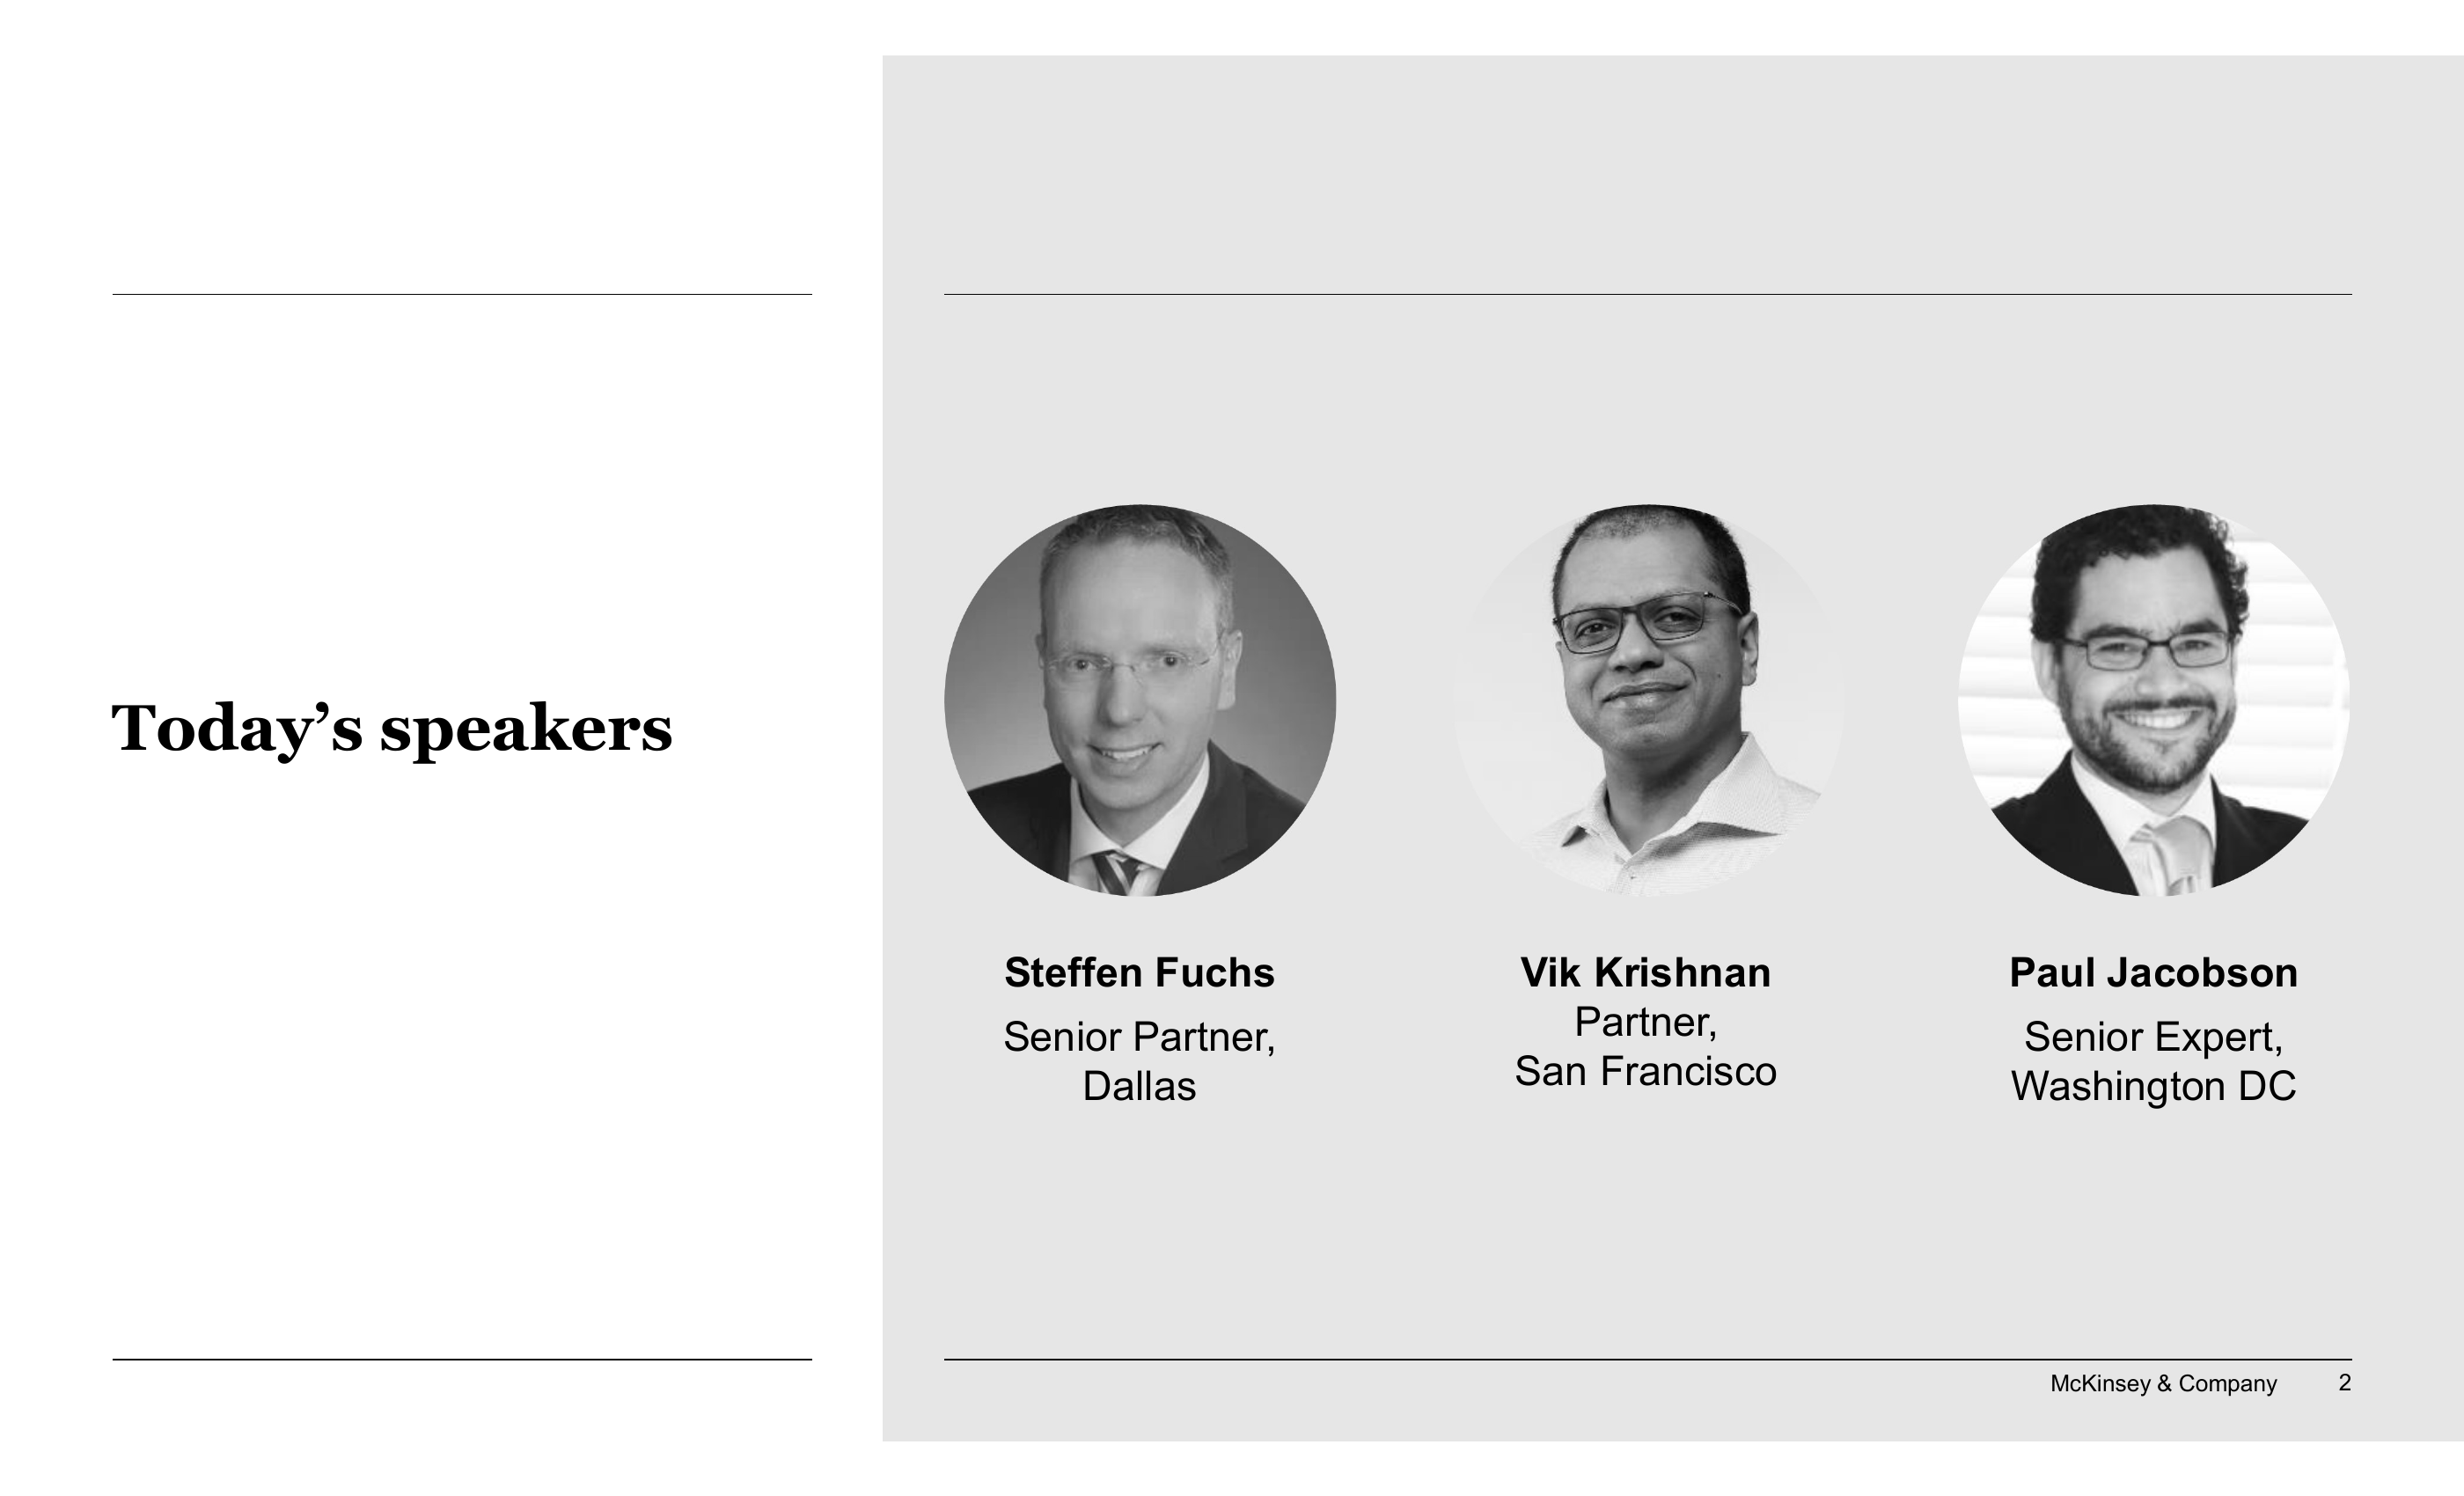 Today’s speakers
Steffen Fuchs
Senior Partner,
Dallas
Vik Krishnan
Partner,
San Francisco
Paul Jacobson
Senior Expert,
Washington DC
McKinsey & Company 2